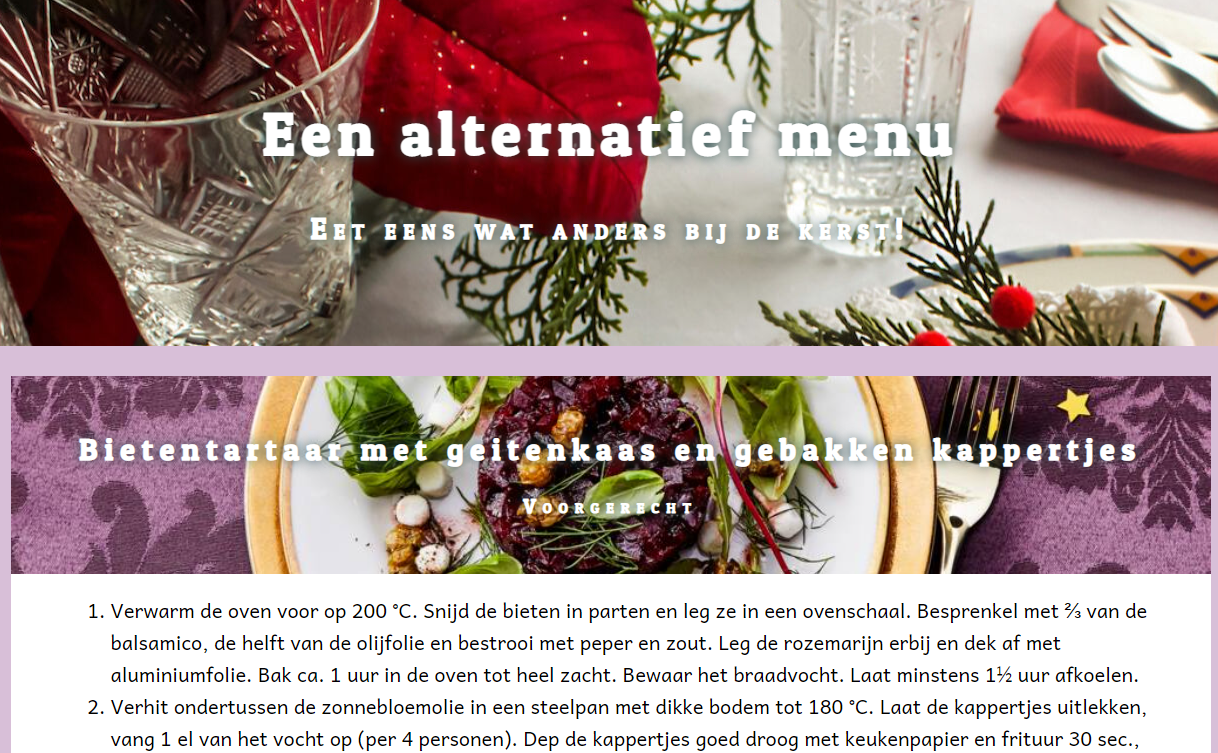 Een alternatief menu
Eet eens wat anders bij de kerst!
Bietentartaar met geitenkaas en gebakken kappertjes
Voorgerecht
1. Verwarm de oven voor op 200 °C. Snijd de bieten in parten en leg ze in een ovenschaal. Besprenkel met ⅔ van de
balsamico, de helft van de olijfolie en bestrooi met peper en zout. Leg de rozemarijn erbij en dek af met
aluminiumfolie. Bak ca. 1 uur in de oven tot heel zacht. Bewaar het braadvocht. Laat minstens 1½ uur afkoelen.
2. Verhit ondertussen de zonnebloemolie in een steelpan met dikke bodem tot 180 °C. Laat de kappertjes uitlekken,
vang 1 el van het vocht op (per 4 personen). Dep de kappertjes goed droog met keukenpapier en frituur 30 sec.,